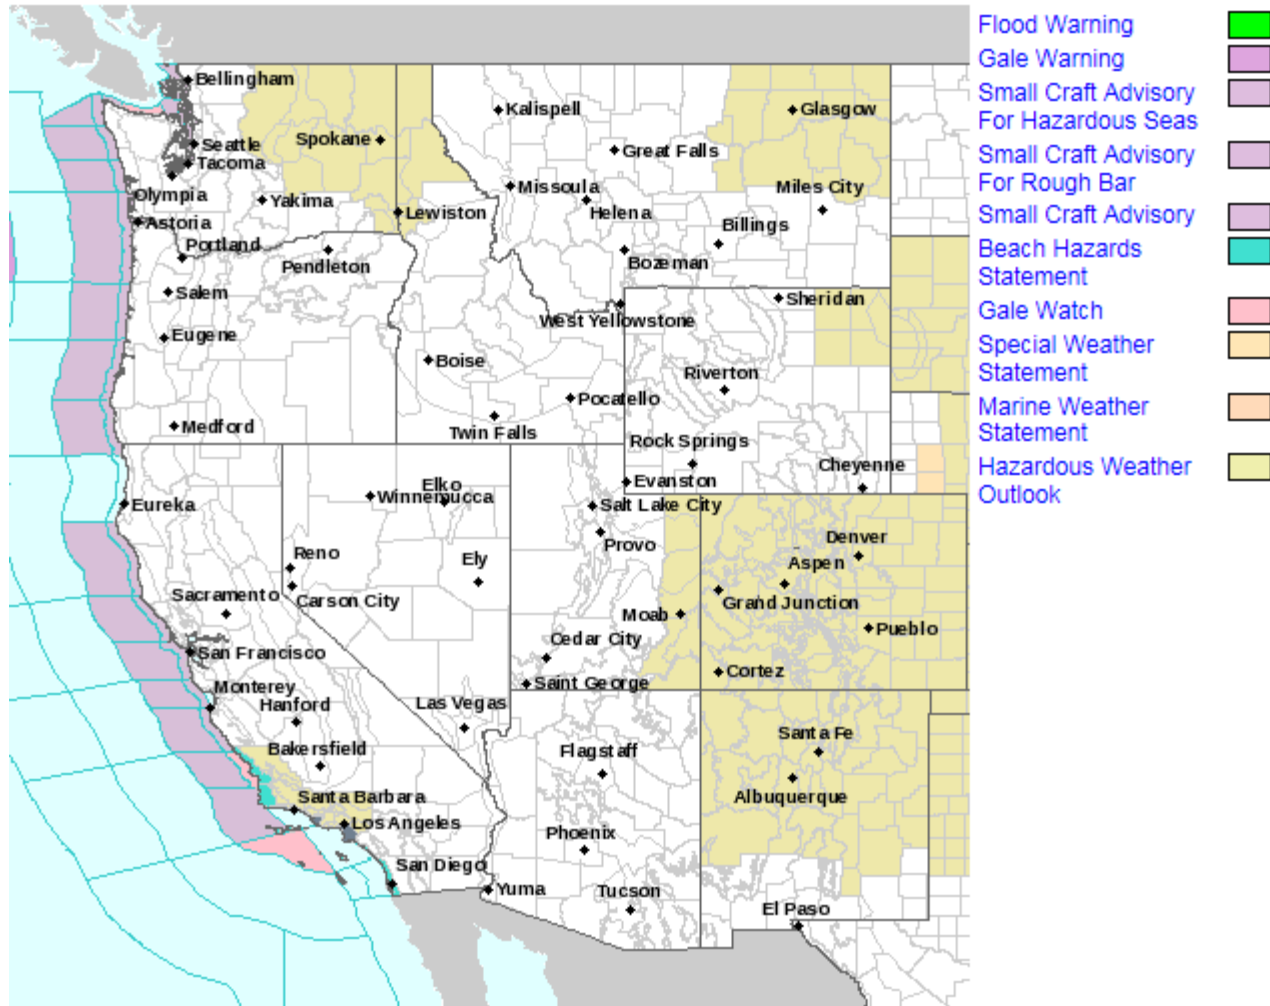 Bellingham
Kalispell
Glasgow
Spokane
Seattle
Great Falls
Tacoma
Olympia
Missoula
Miles City
Yakima
Helena
Lewiston
Astoria
Billings
Portland
Pendleton
Bozeman
Salem
Sheridan
West Yellowstone
Eugene
Boise
Riverton
Pocatello
Medford
Twin Falls
Rock Springs
Cheyenne
Elko
Evanston
Winnemucca
Eureka
Salt Lake City
Denver
Provo
Reno
Ely
Aspen
Sacramento
Carson City
Grand Junction
Moab
Pueblo
Cedar City
San Francisco
Cortez
Monterey
Saint George
Hanford
Las Vegas
Santa Fe
Bakersfield
Flagstaff
Santa Barbara
Albuquerque
Los Angeles
Phoenix
San Diego
Yuma
Tucson
El Paso
Flood Warning
Gale Warning
Small Craft Advisory
For Hazardous Seas
Small Craft Advisory
For Rough Bar
Small Craft Advisory
Beach Hazards
Statement
Gale Watch
Special Weather
Statement
Marine Weather
Statement
Hazardous Weather
Outlook